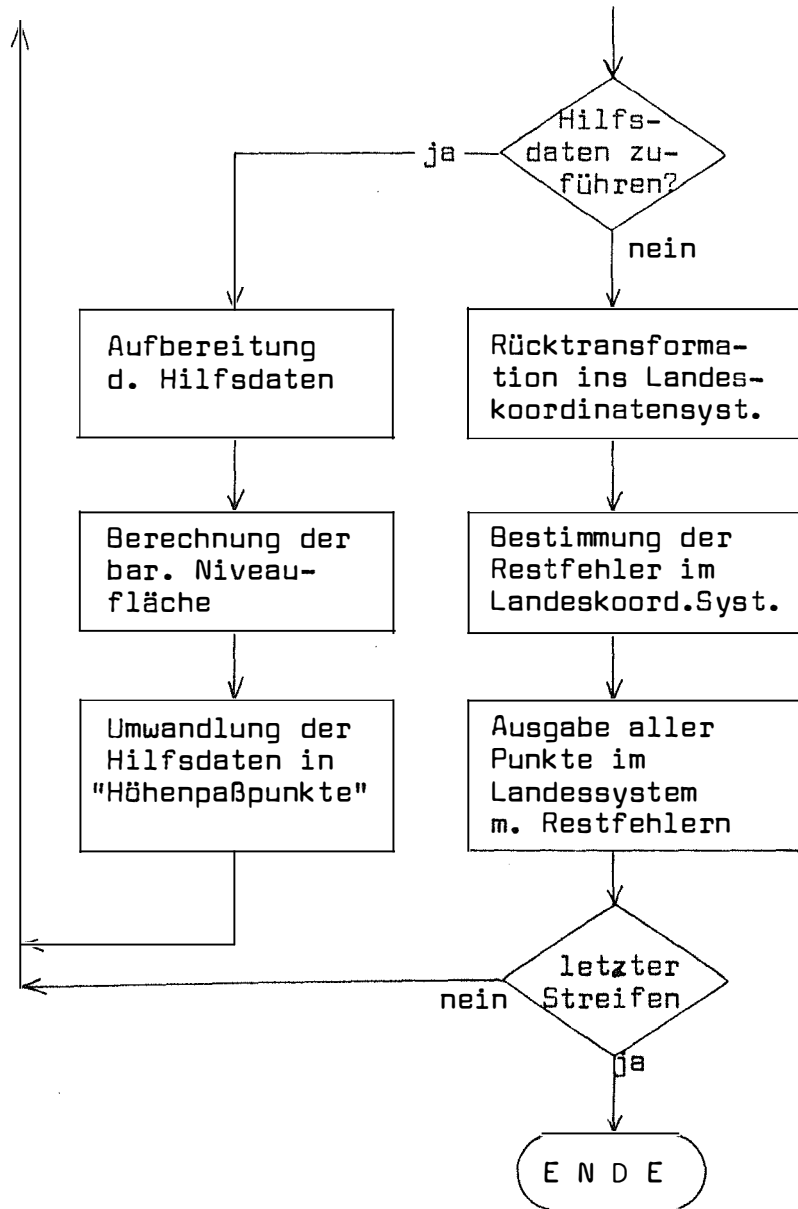 Hilfs-
daten zu-
führen?
ja
nein
Aufbereitung
d. Hilfsdaten
Rücktransforma-
tion ins Landes-
koordinatensyst.
Berechnung der
bar. Niveau-
fläche
Bestimmung der
Restfehler im
Landeskoord.Syst.
Umwandlung der
Hilfsdaten in
"Höhenpaßpunkte"
Ausgabe aller
Punkte im
Landessystem
m. Restfehlern
letzter
Streifen
nein
ja
E N D E